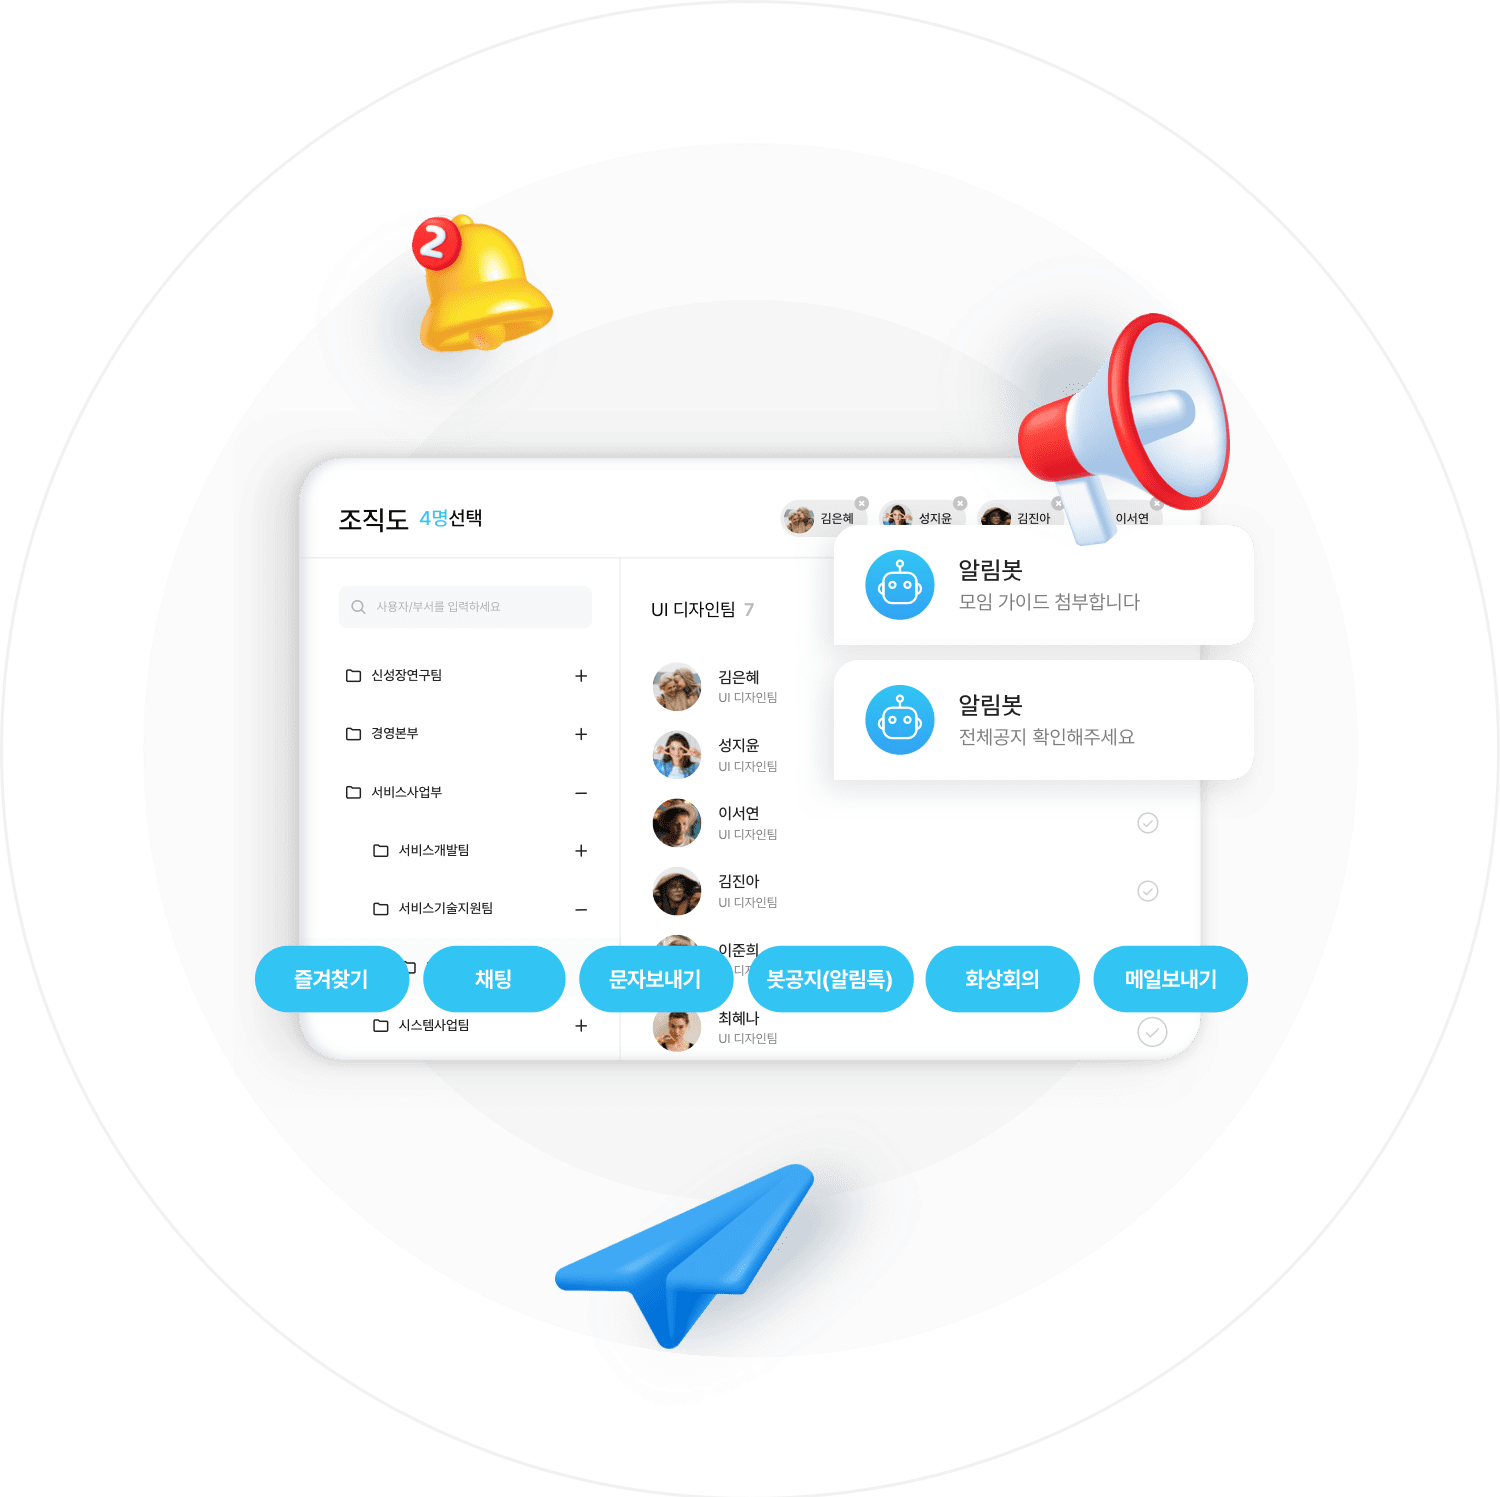 2
조직도 4명선택
김은혜
성지윤
김진아
이서연
사용자/부서를 입력하세요
신성장연구팀
경영본부
서비스사업부
서비스개발팀
서비스기술지원팀
시스템사업팀
UI 디자인팀 7
김은혜
UI 디자인팀
성지윤
UI 디자인팀
이서연
UI 디자인팀
김진아
UI 디자인팀
이준희
최혜나
UI 디자인팀
알림봇
모임 가이드 첨부합니다
알림봇
전체공지 확인해주세요
즐겨찾기
채팅
문자보내기
봇공지(알림톡)
화상회의
메일보내기